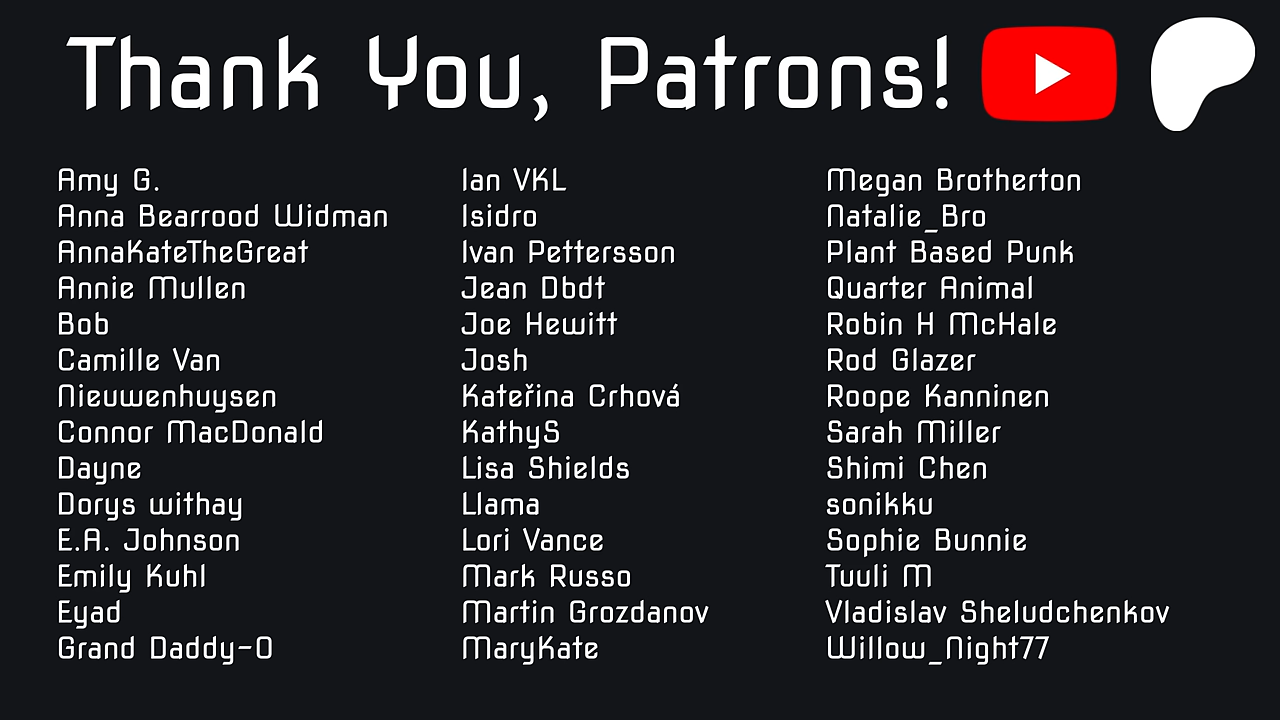 Thank You, Patrons!
Amy G.
Anna Bearrood Widman
AnnaKateTheGreat
Annie Mullen
Bob
Camille Van
Nieuwenhuysen
Connor MacDonald
Dayne
Dorys withay
E.A. Johnson
Emily Kuhl
Eyad
Grand Daddy-O
Ian VKL
Isidro
Ivan Pettersson
Jean Dbdt
Joe Hewitt
Josh
Kateřina Crhová
KathyS
Lisa Shields
Llama
Lori Vance
Mark Russo
Martin Grozdanov
MaryKate
Megan Brotherton
Natalie_Bro
Plant Based Punk
Quarter Animal
Robin H McHale
Rod Glazer
Roope Kanninen
Sarah Miller
Shimi Chen
sonikku
Sophie Bunnie
Tuuli M
Vladislav Sheludchenkov
Willow_Night77